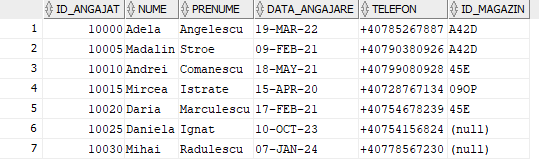 ID_ANGAJAT NUME PRENUME DATA_ANGAJARE TELEFON ID_MAGAZIN
1 10000 Adela Angelescu 19-MAR-22 +40785267887 A42D
2 10005 Madalin Stroe 09-FEB-21 +40790380926 A42D
3 10010 Andrei Comanescu 18-MAY-21 +40799080928 45E
4 10015 Mircea Istrate 15-APR-20 +40728767134 09OP
5 10020 Daria Marculescu 17-FEB-21 +40754678239 45E
6 10025 Daniela Ignat 10-OCT-23 +40754156824 (null)
7 10030 Mihai Radulescu 07-JAN-24 +40778567230 (null)